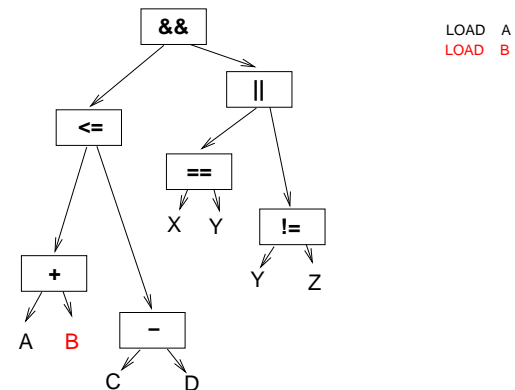 &&
LOAD A
LOAD B
||
<=
==
X Y
!=
+
Y Z
A B
−
C D